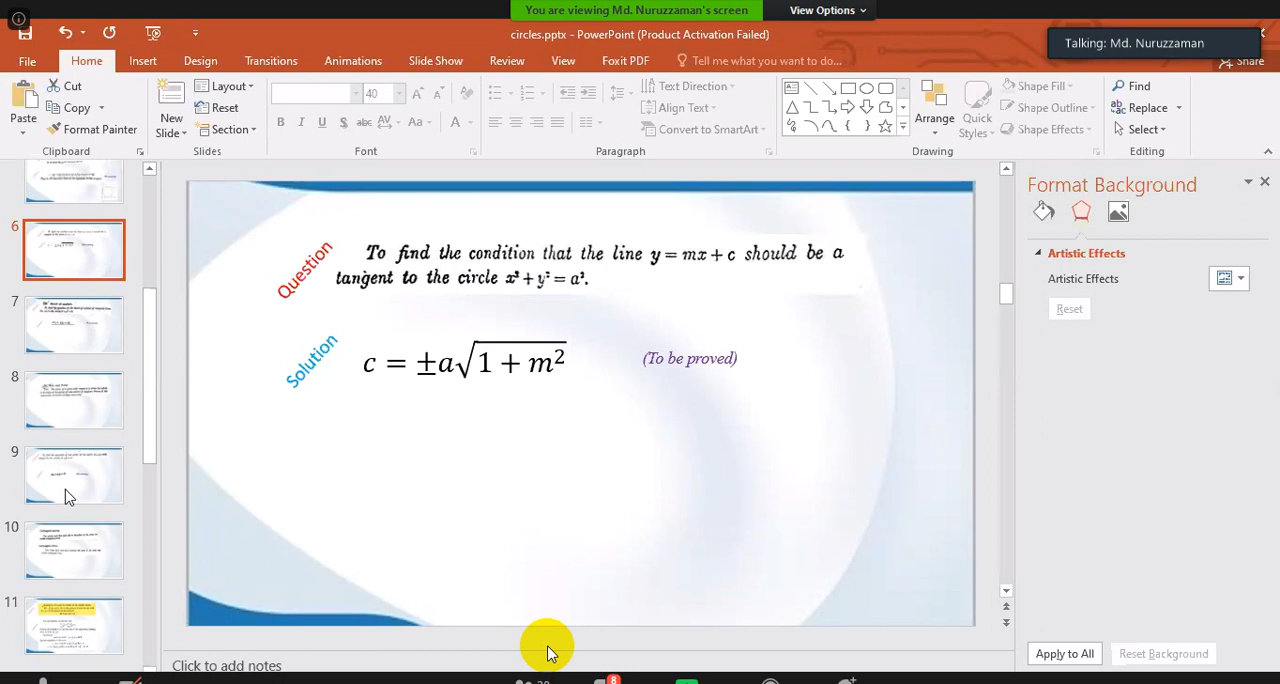 You are viewing Md. Nuruzzaman's screen
View Options
circles.pptx - PowerPoint (Product Activation Failed)
Talking: Md. Nuruzzaman
File
Home
Insert
Design
Transitions
Animations
Slide Show
Review
View
Foxit PDF
Tell me what you want to do...
Share
Paste
Cut
Copy
Format Painter
Clipboard
New
Slide
Layout
Reset
Section
Slides
40
B I U S abc AV Aa A
Font
Text Direction
Align Text
Convert to SmartArt
Paragraph
Arrange
Quick
Styles
Shape Fill
Shape Outline
Shape Effects
Drawing
Find
Replace
Select
Editing
6
7
8
9
10
11
Question
To find the condition that the line y = mx + c should be a
tangent to the circle x² + y² = a².
Solution
c = ±a√1 + m²
(To be proved)
Click to add notes
Format Background
Artistic Effects
Artistic Effects
Reset
Apply to All
Reset Background
8